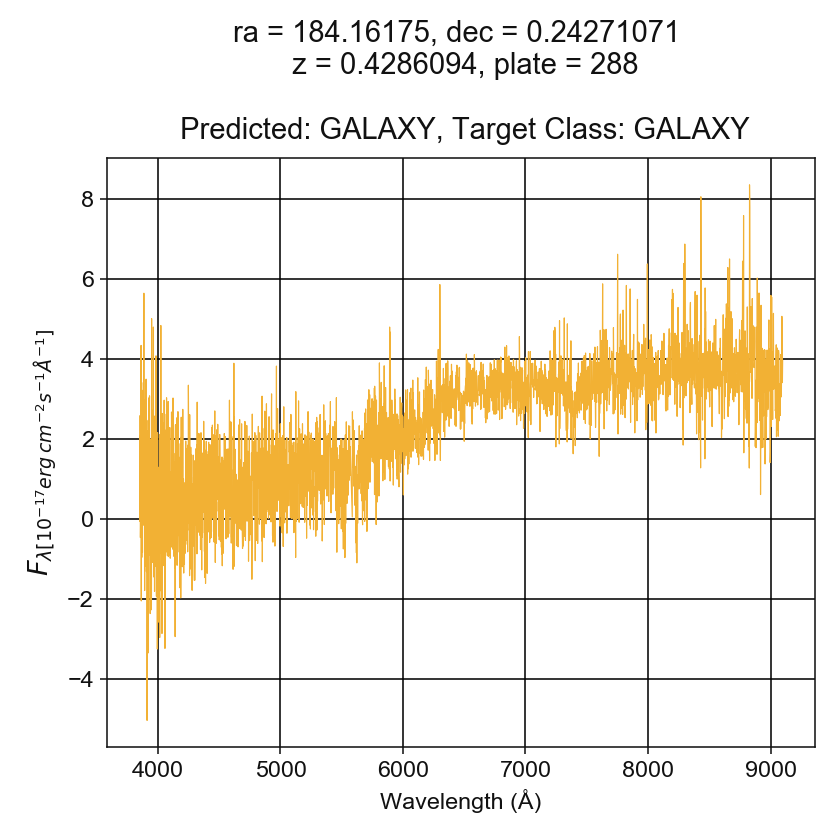 ra = 184.16175, dec = 0.24271071
z = 0.4286094, plate = 288
Predicted: GALAXY, Target Class: GALAXY
8
6
4
2
0
−2
−4
F_λ[10⁻¹⁷erg cm⁻²s⁻¹Å⁻¹]
4000 5000 6000 7000 8000 9000
Wavelength (Å)